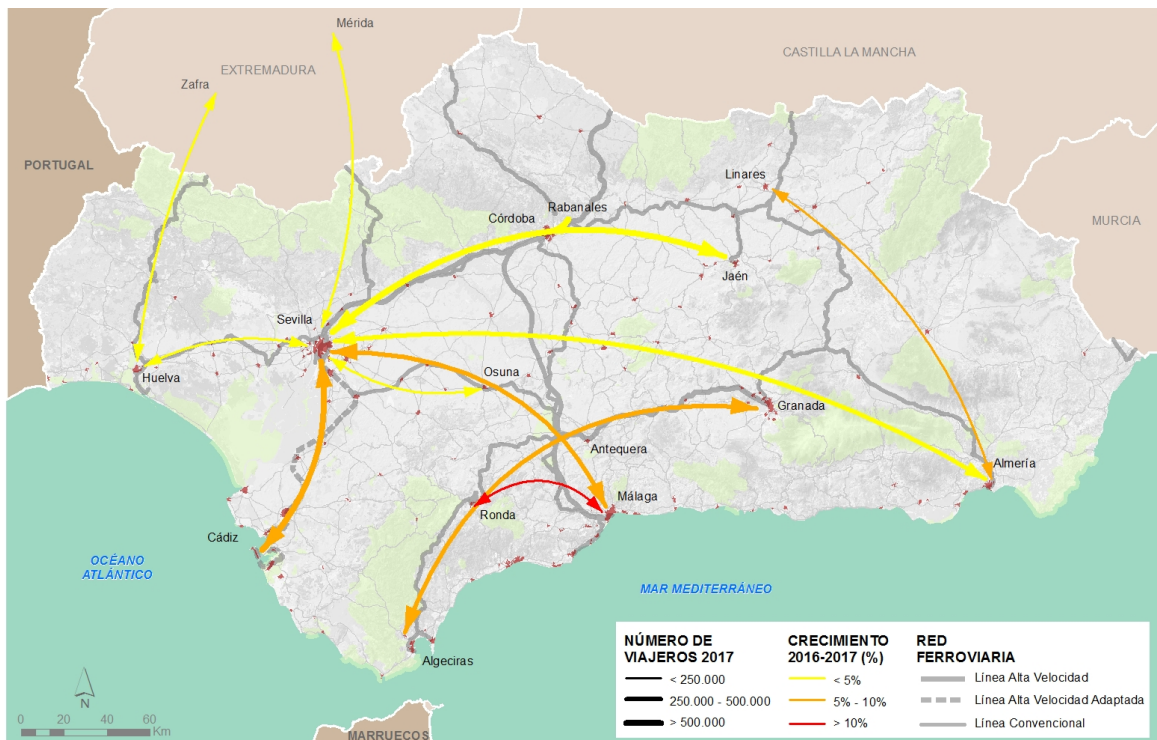 Mérida
EXTREMADURA
CASTILLA LA MANCHA
Zafra
PORTUGAL
Linares
Rabanales
Córdoba
MURCIA
Jaén
Sevilla
Huelva
Osuna
Granada
Antequera
Almería
Málaga
Ronda
Cádiz
OCÉANO
ATLÁNTICO
MAR MEDITERRÁNEO
Algeciras
MARRUECOS
N
0 20 40 60
Km
NÚMERO DE
VIAJEROS 2017
< 250.000
250.000 - 500.000
> 500.000
CRECIMIENTO
2016-2017 (%)
< 5%
5% - 10%
> 10%
RED
FERROVIARIA
Línea Alta Velocidad
Línea Alta Velocidad Adaptada
Línea Convencional